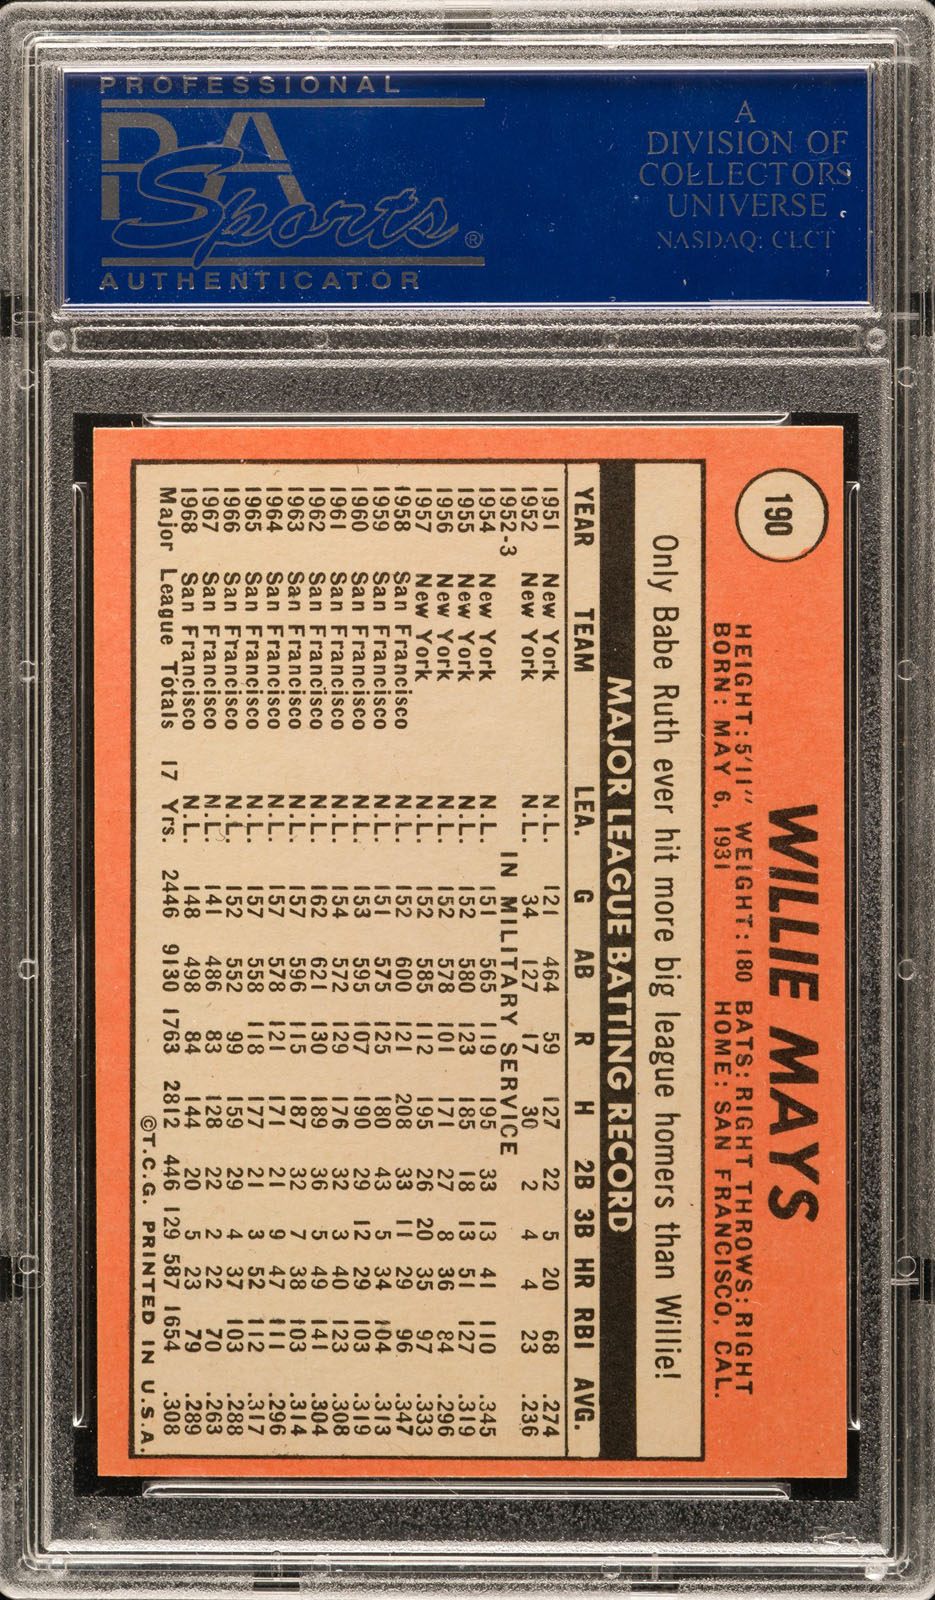 PROFESSIONAL
PSA
Sports®
AUTHENTICATOR
A
DIVISION OF
COLLECTORS
UNIVERSE
NASDAQ: CLCT
190
WILLIE MAYS
HEIGHT: 5'11" WEIGHT: 180 BATS: RIGHT THROWS: RIGHT
BORN: MAY 6, 1931 HOME: SAN FRANCISCO, CAL.
Only Babe Ruth ever hit more big league homers than Willie!
MAJOR LEAGUE BATTING RECORD
YEAR TEAM LEA. G AB R H 2B 3B HR RBI AVG.
1951 New York N.L. 121 464 59 127 22 5 20 68 .274
1952 New York N.L. 34 127 17 30 2 4 4 23 .236
1952-3 IN MILITARY SERVICE
1954 New York N.L. 151 565 119 195 33 13 41 110 .345
1955 New York N.L. 152 580 123 185 18 13 51 127 .319
1956 New York N.L. 152 578 101 171 27 8 36 84 .296
1957 New York N.L. 152 585 112 195 26 20 35 97 .333
1958 San Francisco N.L. 152 600 121 208 33 11 29 96 .347
1959 San Francisco N.L. 151 575 125 180 43 5 34 104 .313
1960 San Francisco N.L. 153 595 107 190 29 12 29 103 .319
1961 San Francisco N.L. 154 572 129 176 32 3 40 123 .308
1962 San Francisco N.L. 162 621 130 189 36 5 49 141 .304
1963 San Francisco N.L. 157 596 115 187 32 7 38 103 .314
1964 San Francisco N.L. 157 578 121 171 21 9 47 111 .296
1965 San Francisco N.L. 157 558 118 177 21 3 52 112 .317
1966 San Francisco N.L. 152 552 99 159 29 4 37 103 .288
1967 San Francisco N.L. 141 486 83 128 22 2 22 70 .263
1968 San Francisco N.L. 148 498 84 144 20 5 23 79 .289
Major League Totals 17 Yrs. 2446 9130 1763 2812 446 129 587 1654 .308
©T.C.G. PRINTED IN U.S.A.